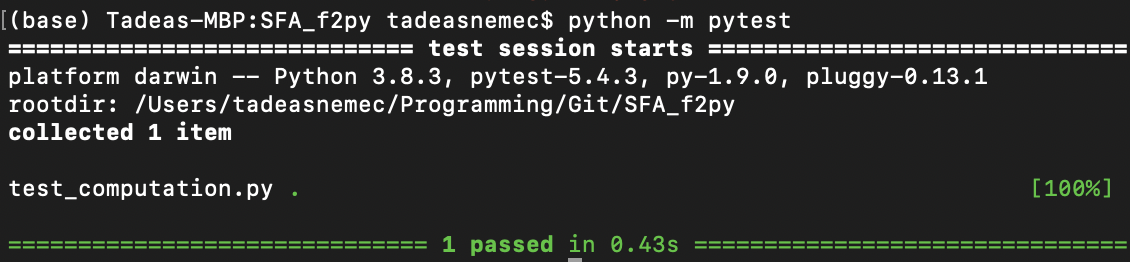 [(base) Tadeas-MBP:SFA_f2py tadeasnemec$ python -m pytest
============================= test session starts ==============================
platform darwin -- Python 3.8.3, pytest-5.4.3, py-1.9.0, pluggy-0.13.1
rootdir: /Users/tadeasnemec/Programming/Git/SFA_f2py
collected 1 item
test_computation.py . [100%]
============================== 1 passed in 0.43s ===============================